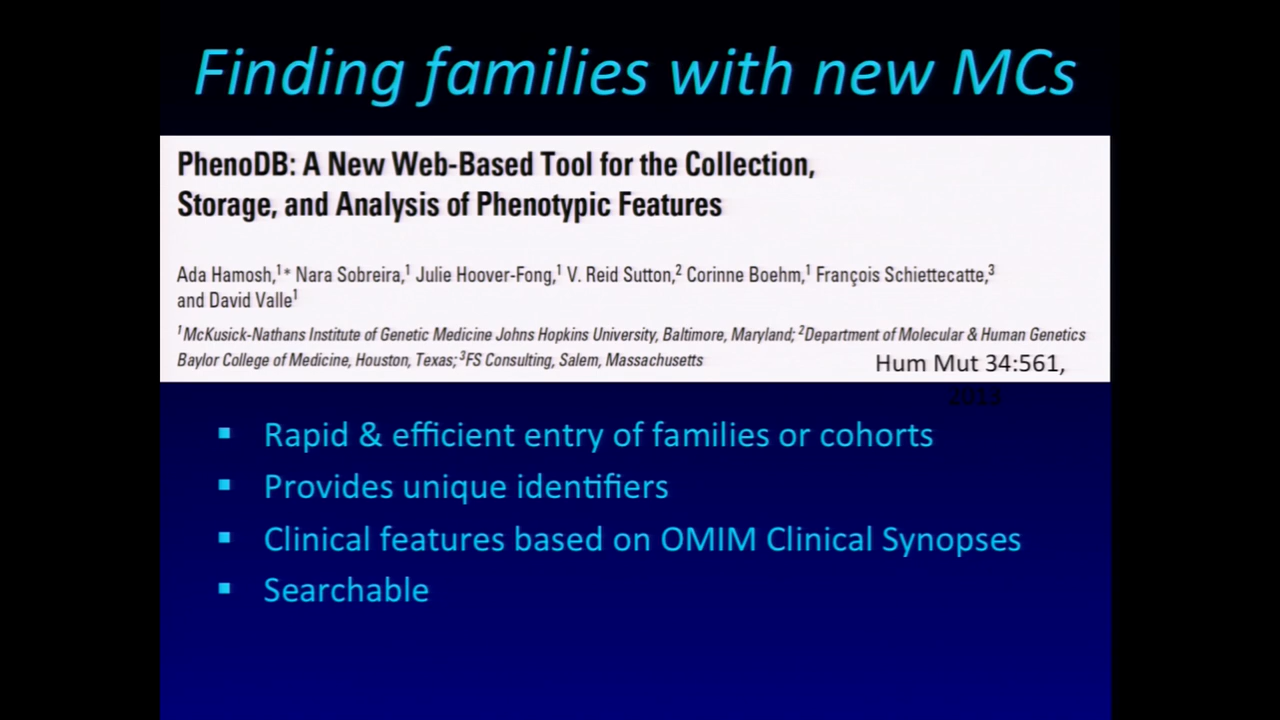 Finding families with new MCs
PhenoDB: A New Web-Based Tool for the Collection,
Storage, and Analysis of Phenotypic Features
Ada Hamosh,1* Nara Sobreira,1 Julie Hoover-Fong,1 V. Reid Sutton,2 Corinne Boehm,1 François Schiettecatte,3
and David Valle1
1McKusick-Nathans Institute of Genetic Medicine Johns Hopkins University, Baltimore, Maryland; 2Department of Molecular & Human Genetics
Baylor College of Medicine, Houston, Texas; 3FS Consulting, Salem, Massachusetts
Hum Mut 34:561,
2013
▪ Rapid & efficient entry of families or cohorts
▪ Provides unique identifiers
▪ Clinical features based on OMIM Clinical Synopses
▪ Searchable